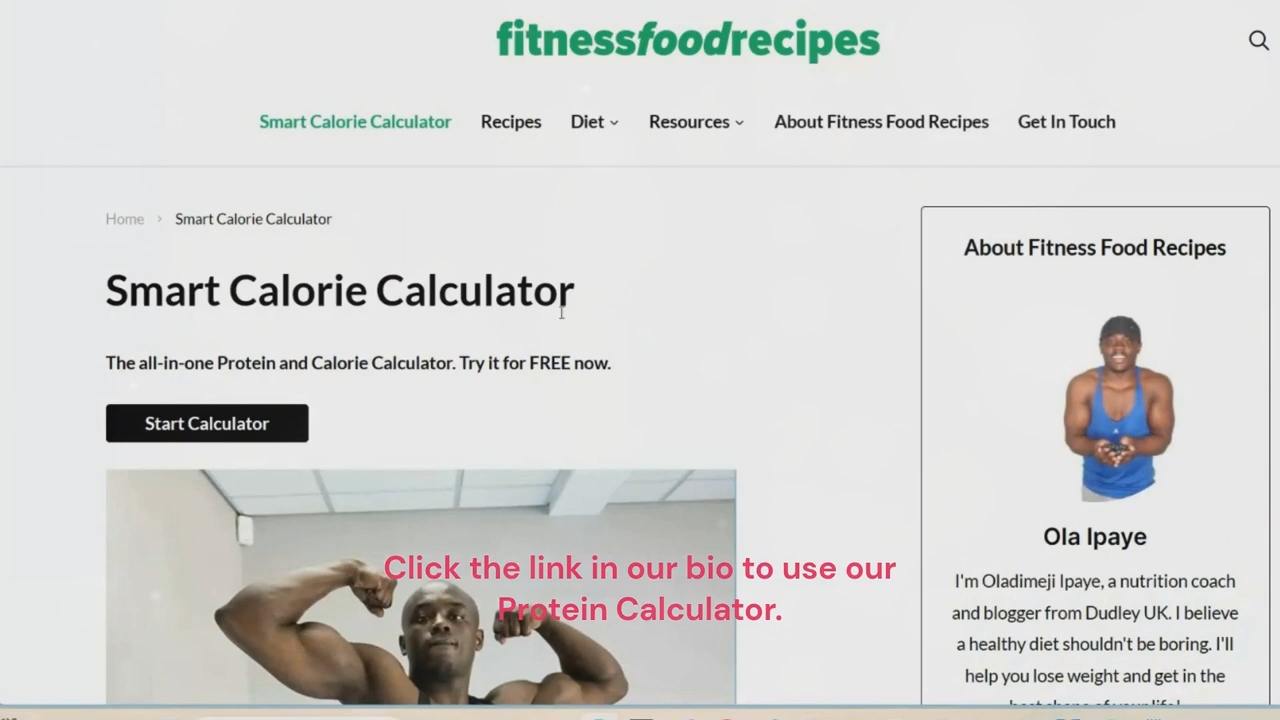 fitnessfoodrecipes
Smart Calorie Calculator
Recipes
Diet
Resources
About Fitness Food Recipes
Get In Touch
Home > Smart Calorie Calculator
Smart Calorie Calculator
The all-in-one Protein and Calorie Calculator. Try it for FREE now.
Start Calculator
Click the link in our bio to use our
Protein Calculator.
About Fitness Food Recipes
Ola Ipaye
I'm Oladimeji Ipaye, a nutrition coach
and blogger from Dudley UK. I believe
a healthy diet shouldn't be boring. I'll
help you lose weight and get in the